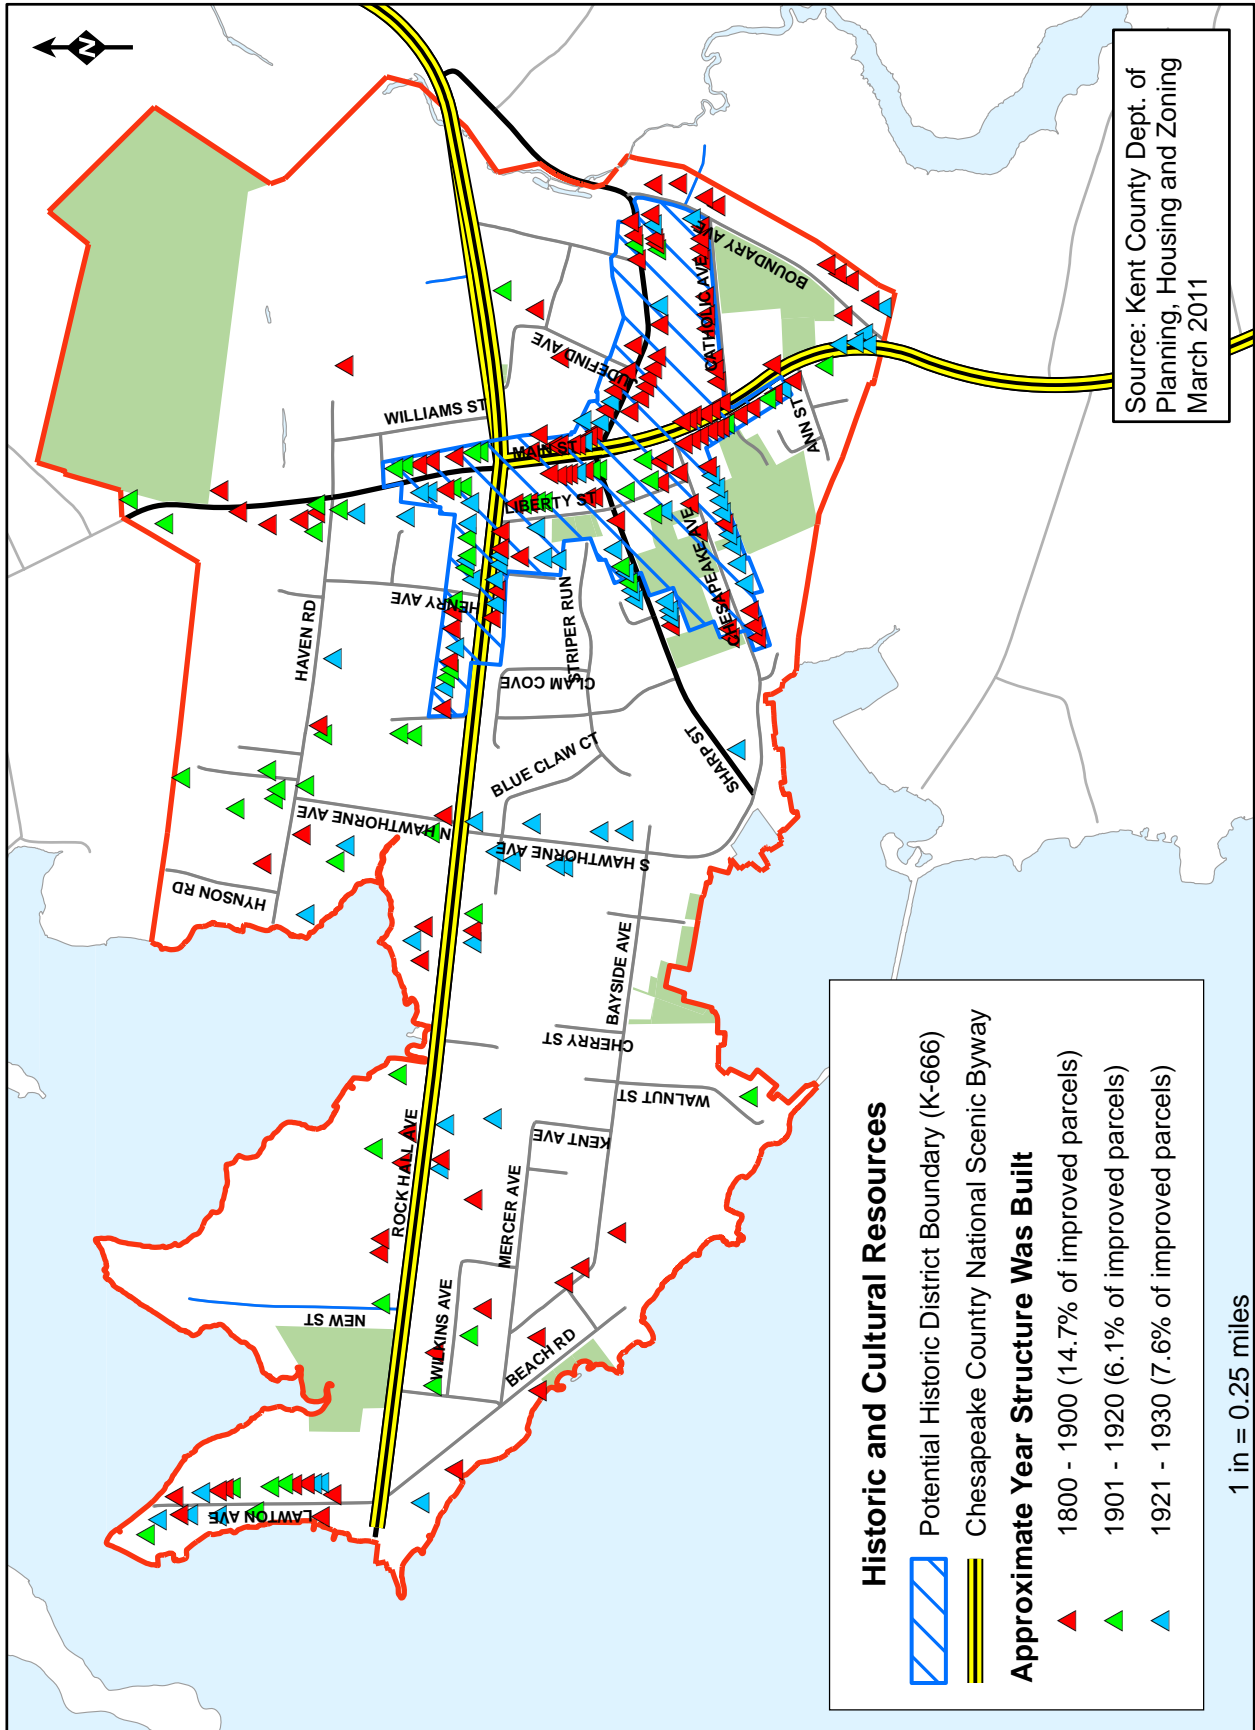 N
HAVEN RD
HYNSON RD
N HAWTHORNE AVE
S HAWTHORNE AVE
WILLIAMS ST
MAIN ST
LIBERTY ST
HENRY AVE
STRIPER RUN
CLAM COVE
BLUE CLAW CT
SHARP ST
CHESAPEAKE AVE
JUDEFIND AVE
CATHOLIC AVE
BOUNDARY AVE
ANN ST
ROCK HALL AVE
BAYSIDE AVE
CHERRY ST
WALNUT ST
KENT AVE
MERCER AVE
WILKINS AVE
NEW ST
BEACH RD
LAWTON AVE
Historic and Cultural Resources
Potential Historic District Boundary (K-666)
Chesapeake Country National Scenic Byway
Approximate Year Structure Was Built
1800 - 1900 (14.7% of improved parcels)
1901 - 1920 (6.1% of improved parcels)
1921 - 1930 (7.6% of improved parcels)
1 in = 0.25 miles
Source: Kent County Dept. of
Planning, Housing and Zoning
March 2011